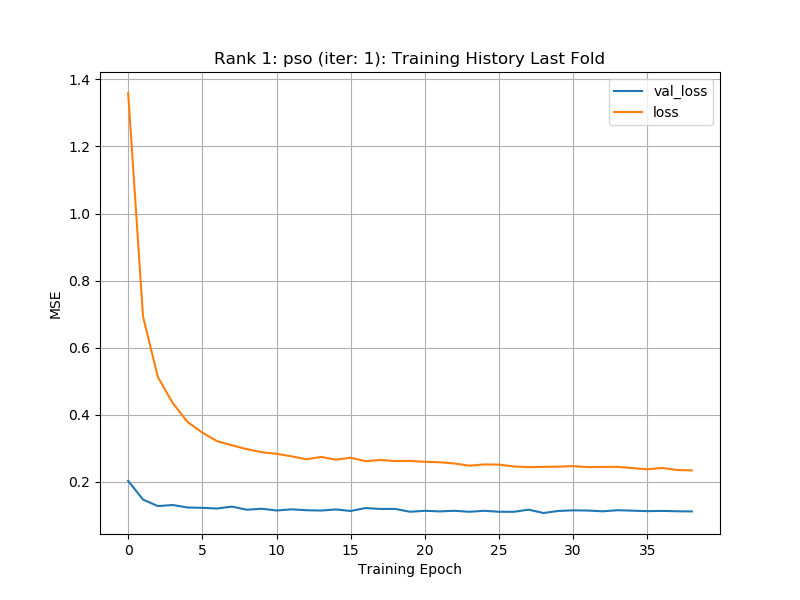 Rank 1: pso (iter: 1): Training History Last Fold
val_loss
loss
MSE
1.4
1.2
1.0
0.8
0.6
0.4
0.2
0 5 10 15 20 25 30 35
Training Epoch